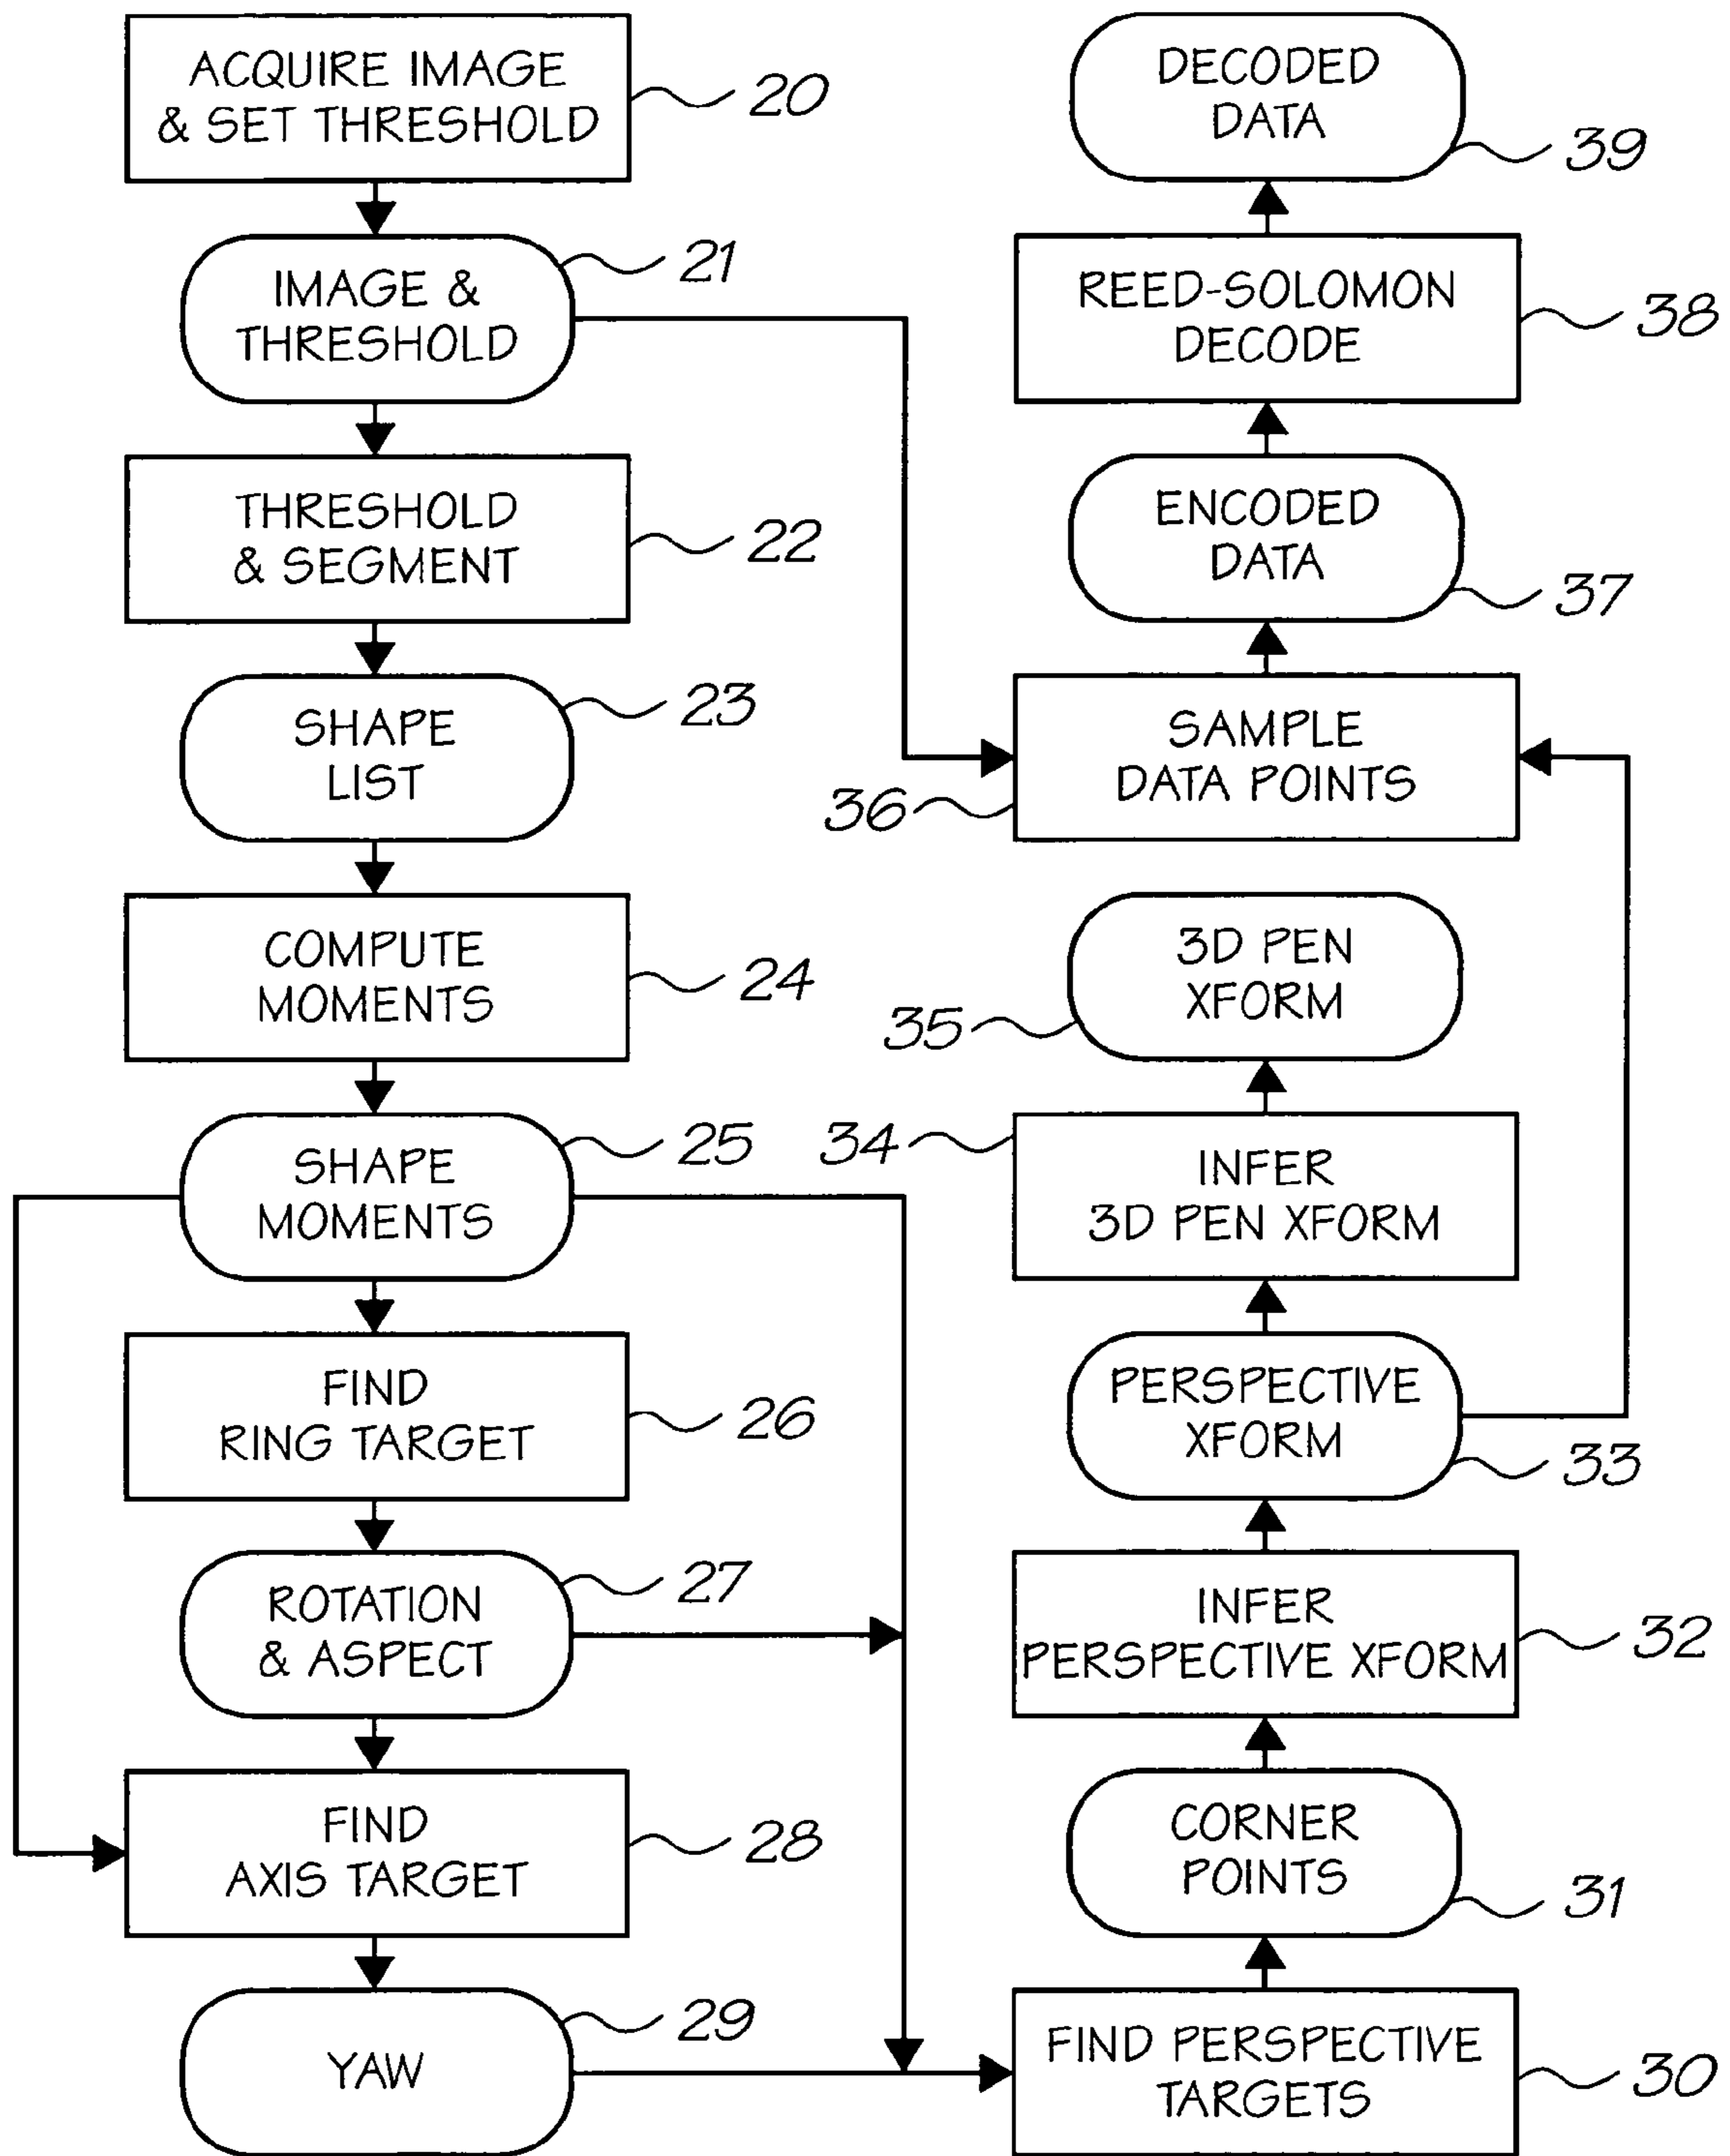 ACQUIRE IMAGE
& SET THRESHOLD
20
IMAGE &
THRESHOLD
21
THRESHOLD
& SEGMENT
22
SHAPE
LIST
23
COMPUTE
MOMENTS
24
SHAPE
MOMENTS
25
FIND
RING TARGET
26
ROTATION
& ASPECT
27
FIND
AXIS TARGET
28
YAW
29
FIND PERSPECTIVE
TARGETS
30
CORNER
POINTS
31
INFER
PERSPECTIVE XFORM
32
PERSPECTIVE
XFORM
33
INFER
3D PEN XFORM
34
3D PEN
XFORM
35
SAMPLE
DATA POINTS
36
ENCODED
DATA
37
REED-SOLOMON
DECODE
38
DECODED
DATA
39